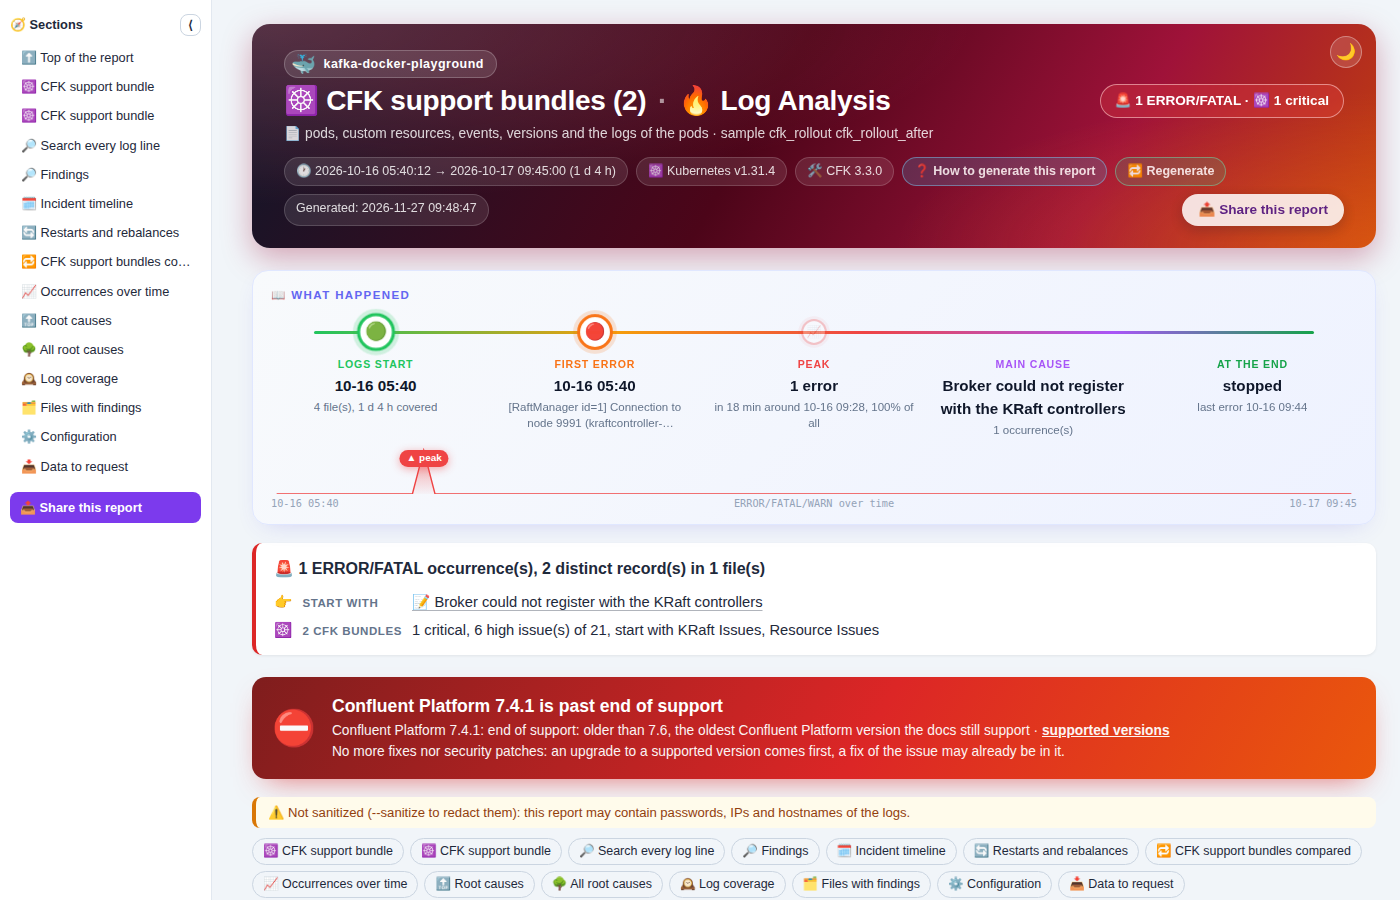 Sections
⟨
Top of the report
CFK support bundle
CFK support bundle
Search every log line
Findings
Incident timeline
Restarts and rebalances
CFK support bundles co…
Occurrences over time
Root causes
All root causes
Log coverage
Files with findings
Configuration
Data to request
Share this report
kafka-docker-playground
CFK support bundles (2) · Log Analysis
1 ERROR/FATAL · 1 critical
pods, custom resources, events, versions and the logs of the pods · sample cfk_rollout cfk_rollout_after
2026-10-16 05:40:12 → 2026-10-17 09:45:00 (1 d 4 h)
Kubernetes v1.31.4
CFK 3.3.0
How to generate this report
Regenerate
Generated: 2026-11-27 09:48:47
Share this report
WHAT HAPPENED
LOGS START
10-16 05:40
4 file(s), 1 d 4 h covered
FIRST ERROR
10-16 05:40
[RaftManager id=1] Connection to
node 9991 (kraftcontroller-…
PEAK
1 error
in 18 min around 10-16 09:28, 100% of
all
MAIN CAUSE
Broker could not register
with the KRaft controllers
1 occurrence(s)
AT THE END
stopped
last error 10-16 09:44
▲ peak
10-16 05:40
ERROR/FATAL/WARN over time
10-17 09:45
1 ERROR/FATAL occurrence(s), 2 distinct record(s) in 1 file(s)
START WITH
Broker could not register with the KRaft controllers
2 CFK BUNDLES
1 critical, 6 high issue(s) of 21, start with KRaft Issues, Resource Issues
Confluent Platform 7.4.1 is past end of support
Confluent Platform 7.4.1: end of support: older than 7.6, the oldest Confluent Platform version the docs still support · supported versions
No more fixes nor security patches: an upgrade to a supported version comes first, a fix of the issue may already be in it.
Not sanitized (--sanitize to redact them): this report may contain passwords, IPs and hostnames of the logs.
CFK support bundle
CFK support bundle
Search every log line
Findings
Incident timeline
Restarts and rebalances
CFK support bundles compared
Occurrences over time
Root causes
All root causes
Log coverage
Files with findings
Configuration
Data to request